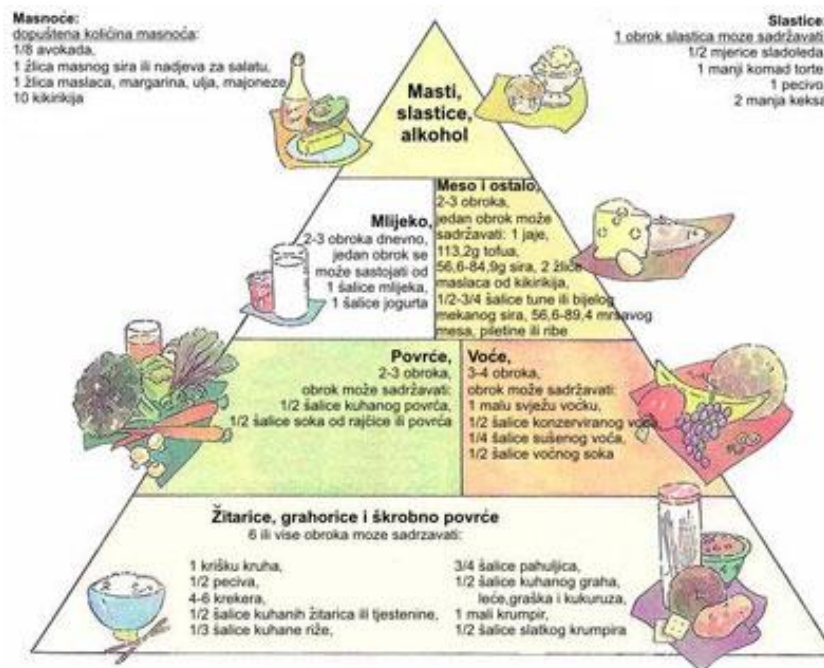 Masnoće:
dopuštena količina masnoća:
1/8 avokada,
1 žlica masnog sira ili nadjeva za salatu,
1 žlica maslaca, margarina, ulja, majoneze
10 kikirikija
Slastice:
1 obrok slastica moze sadržavati
1/2 mjerice sladoleda
1 manji komad torte
1 pecivo
2 manja keksa
Masti,
slastice,
alkohol
Mlijeko,
2-3 obroka dnevno,
jedan obrok se
može sastojati od
1 šalice mlijeka,
1 šalice jogurta
Meso i ostalo,
2-3 obroka,
jedan obrok može
sadržavati: 1 jaje,
113,2g tofua,
56,6-84,9g sira, 2 žlice
maslaca od kikirikija,
1/2-3/4 šalice tune ili bijelog
mekanog sira, 56,6-89,4 mrsavog
mesa, piletine ili ribe
Povrće,
2-3 obroka,
obrok može sadržavati:
1/2 šalice kuhanog povrća,
1/2 šalice soka od rajčice ili povrća
Voće,
3-4 obroka,
obrok može sadržavati:
1 malu svježu voćku,
1/2 šalice konzerviranog voća
1/4 šalice sušenog voća,
1/2 šalice voćnog soka
Žitarice, grahorice i škrobno povrće
6 ili vise obroka moze sadrzavati:
1 krišku kruha,
1/2 peciva,
4-6 krekera,
1/2 šalice kuhanih žitarica ili tjestenine,
1/3 šalice kuhane riže,
3/4 šalice pahuljica,
1/2 šalice kuhanog graha,
leće,graška i kukuruza,
1 mali krumpir,
1/2 šalice slatkog krumpira